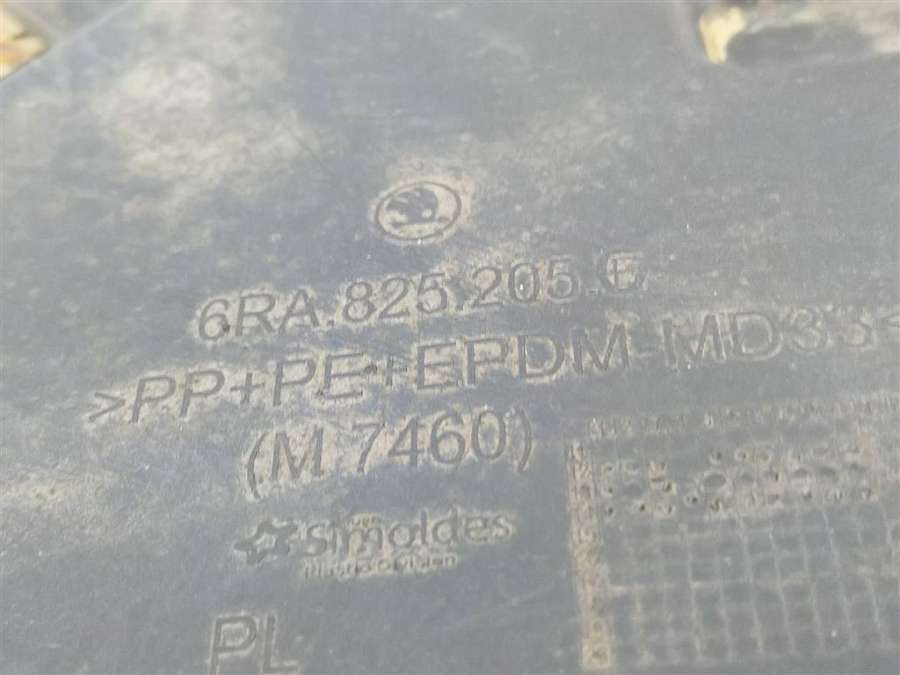 6RA.825.205.E
>PP+PE+EPDM-MD33<
(M 7460)
Simoldes
PL